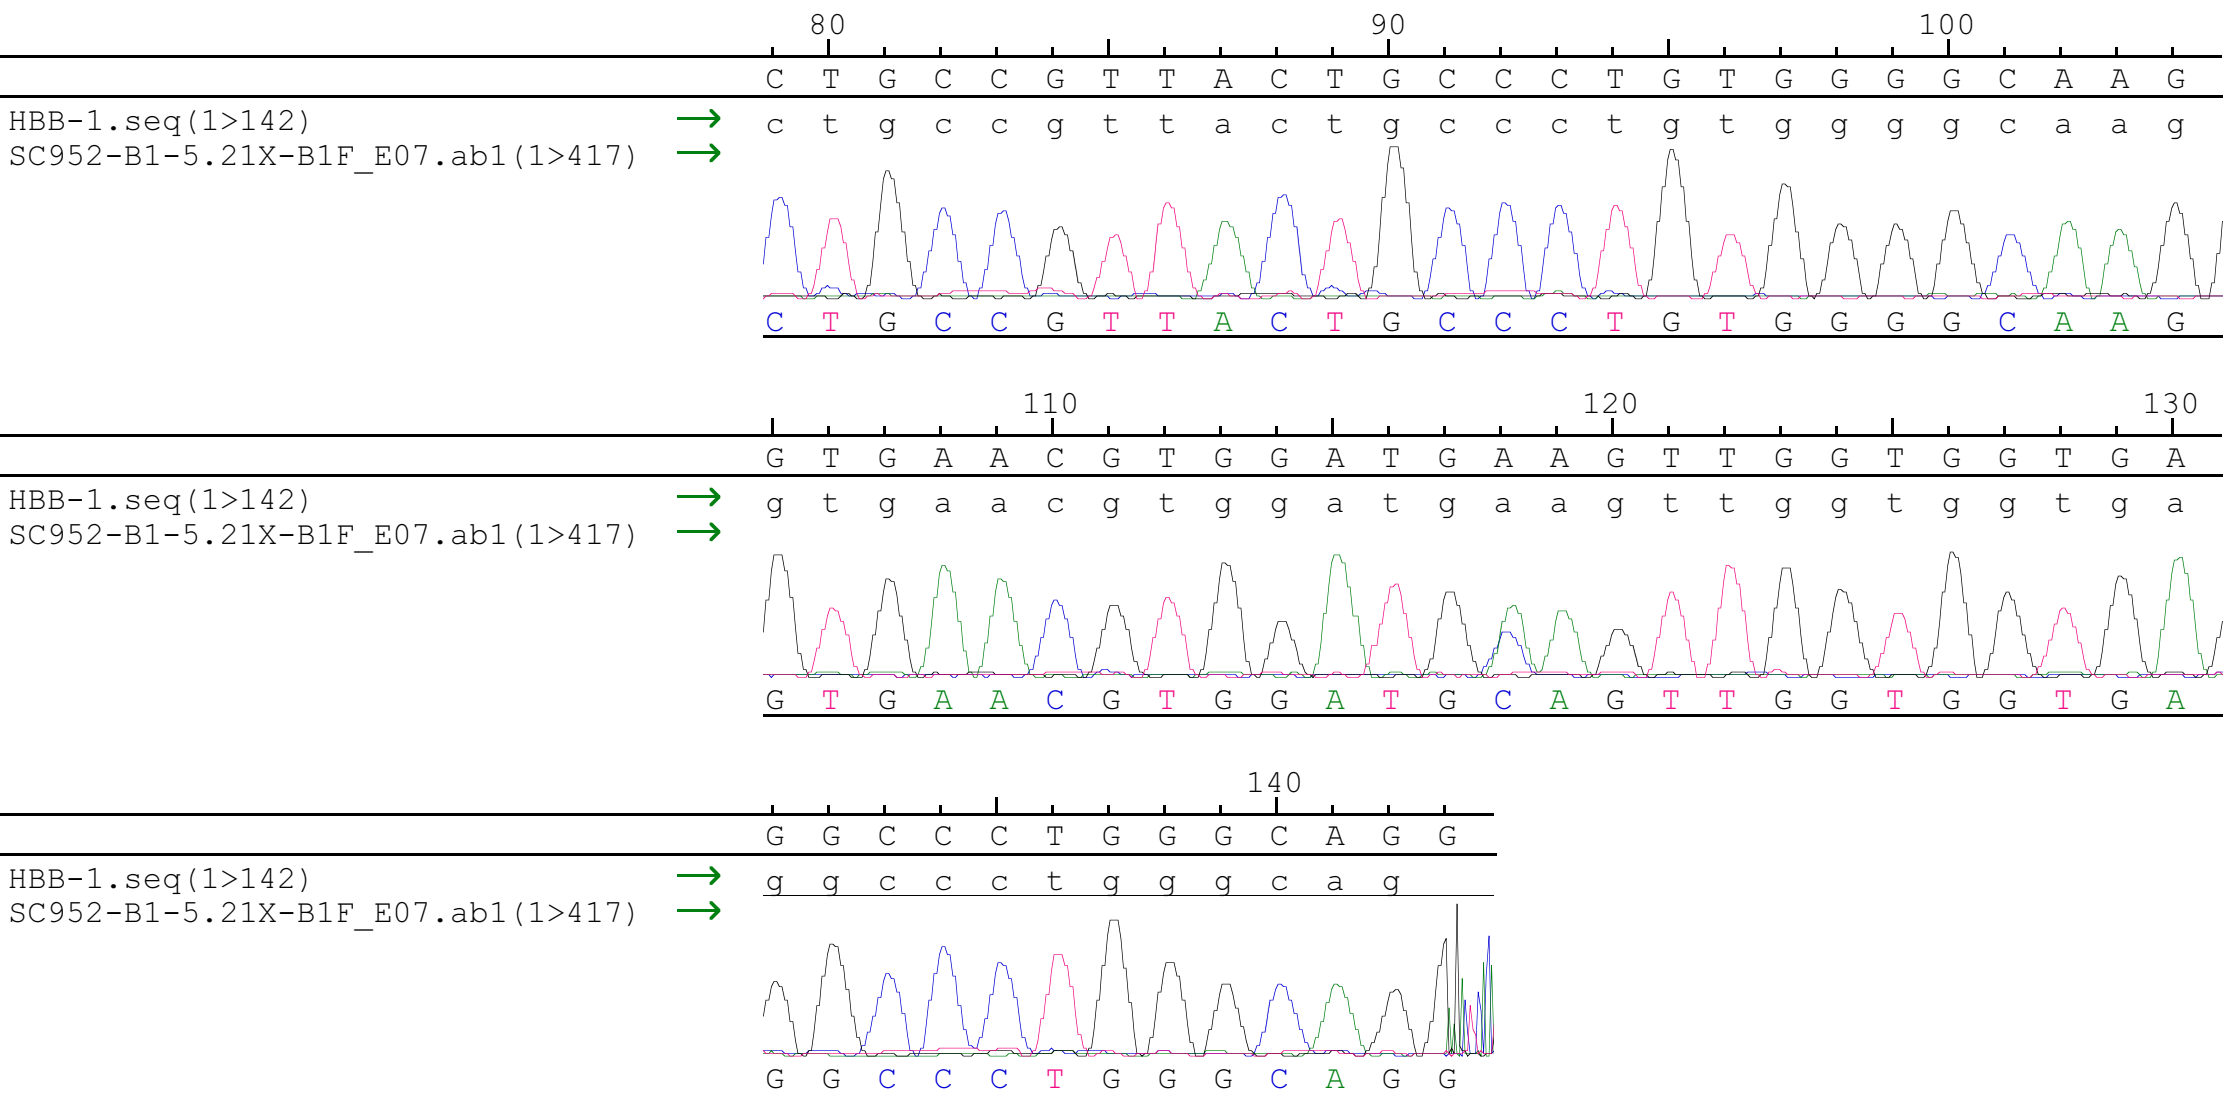 80 90 100
C T G C C G T T A C T G C C C T G T G G G G C A A G
HBB-1.seq(1>142) → c t g c c g t t a c t g c c c t g t g g g g c a a g
SC952-B1-5.21X-B1F_E07.ab1(1>417) →
C T G C C G T T A C T G C C C T G T G G G G C A A G
110 120 130
G T G A A C G T G G A T G A A G T T G G T G G T G A
HBB-1.seq(1>142) → g t g a a c g t g g a t g a a g t t g g t g g t g a
SC952-B1-5.21X-B1F_E07.ab1(1>417) →
G T G A A C G T G G A T G C A G T T G G T G G T G A
140
G G C C C T G G G C A G G
HBB-1.seq(1>142) → g g c c c t g g g c a g
SC952-B1-5.21X-B1F_E07.ab1(1>417) →
G G C C C T G G G C A G G